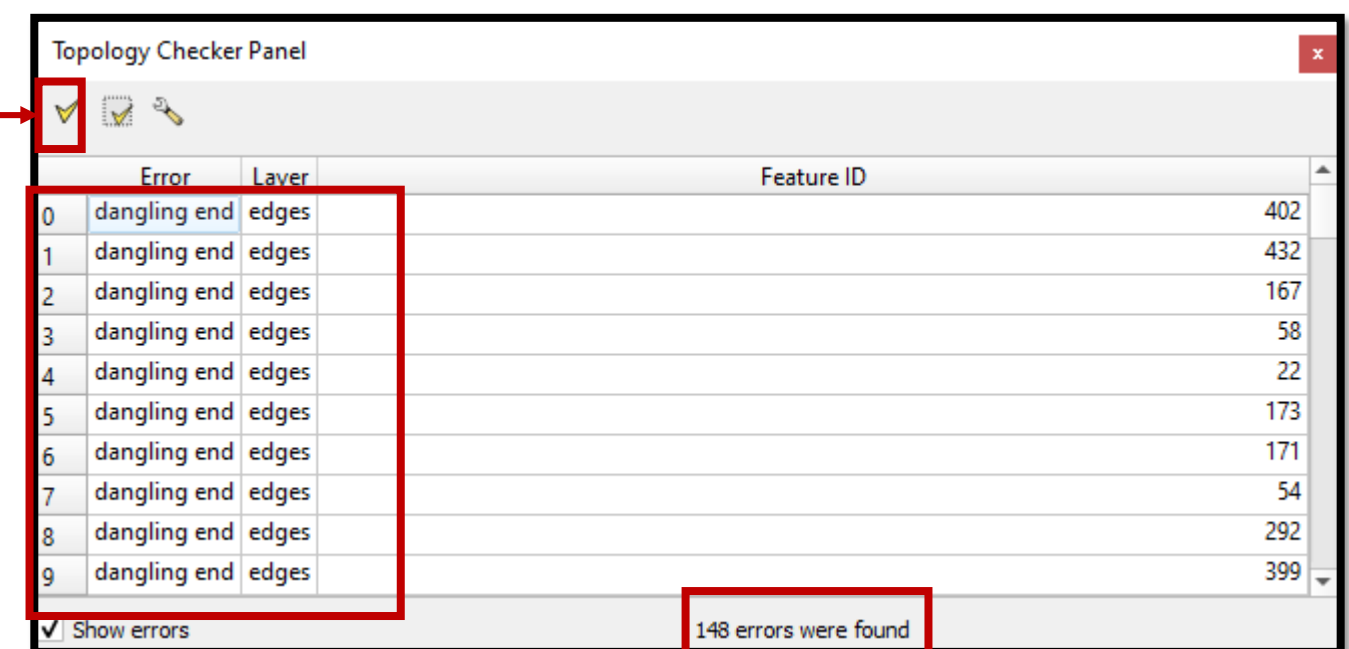 Topology Checker Panel
x
Error Layer Feature ID
0 dangling end edges 402
1 dangling end edges 432
2 dangling end edges 167
3 dangling end edges 58
4 dangling end edges 22
5 dangling end edges 173
6 dangling end edges 171
7 dangling end edges 54
8 dangling end edges 292
9 dangling end edges 399
Show errors 148 errors were found